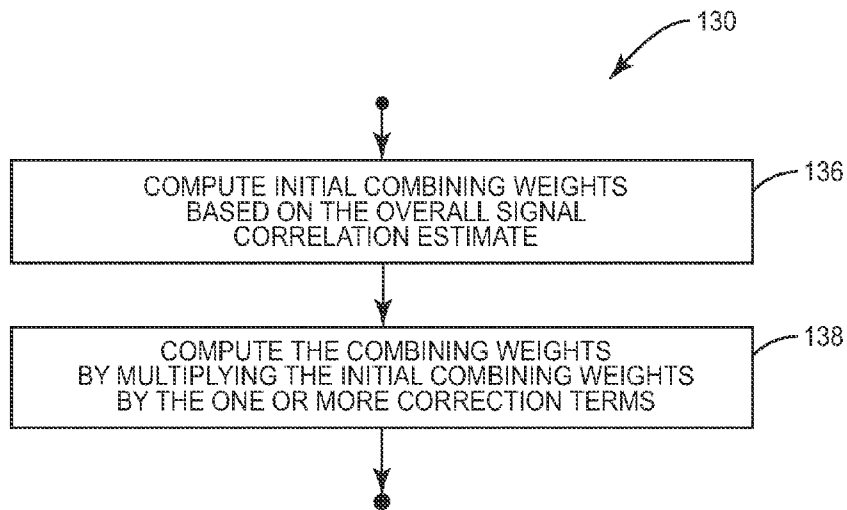 130
COMPUTE INITIAL COMBINING WEIGHTS
BASED ON THE OVERALL SIGNAL
CORRELATION ESTIMATE
136
COMPUTE THE COMBINING WEIGHTS
BY MULTIPLYING THE INITIAL COMBINING WEIGHTS
BY THE ONE OR MORE CORRECTION TERMS
138